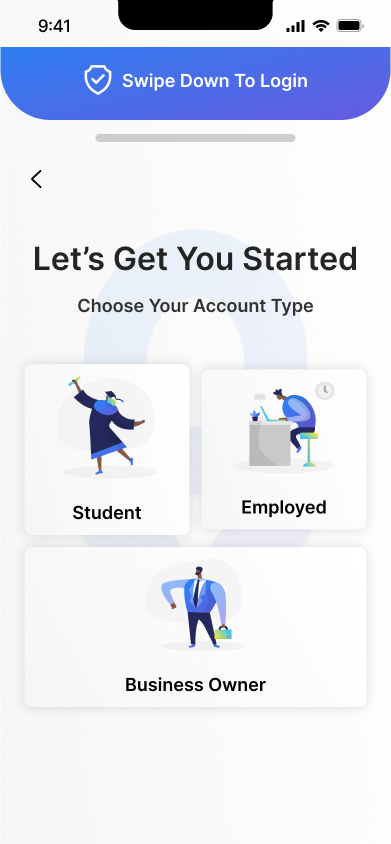 9:41
Swipe Down To Login
Let’s Get You Started
Choose Your Account Type
Student
Employed
Business Owner